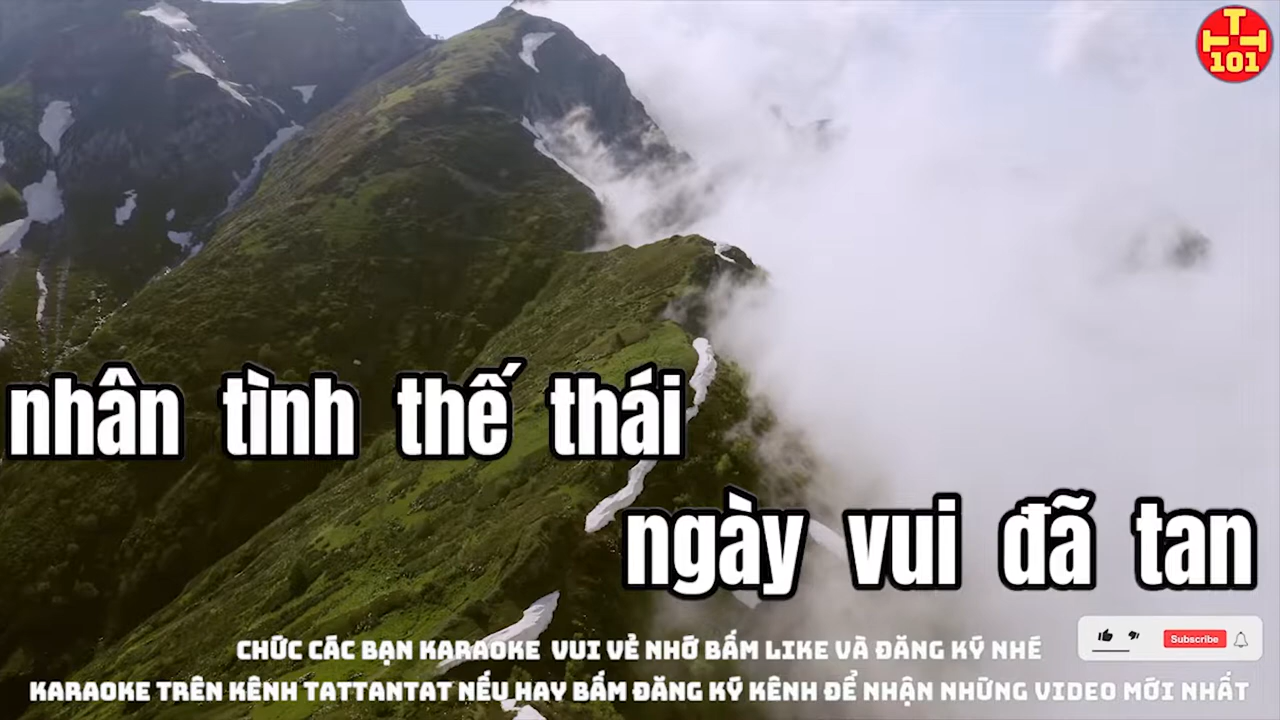 TTT
101
nhân tình thế thái
ngày vui đã tan
CHỨC CÁC BẠN KARAOKE VUI VẺ NHỚ BẤM LIKE VÀ ĐĂNG KÝ NHÉ
Subscribe
KARAOKE TRÊN KÊNH TATTANTAT NẾU HAY BẤM ĐĂNG KÝ KÊNH ĐỂ NHẬN NHỮNG VIDEO MỚI NHẤT